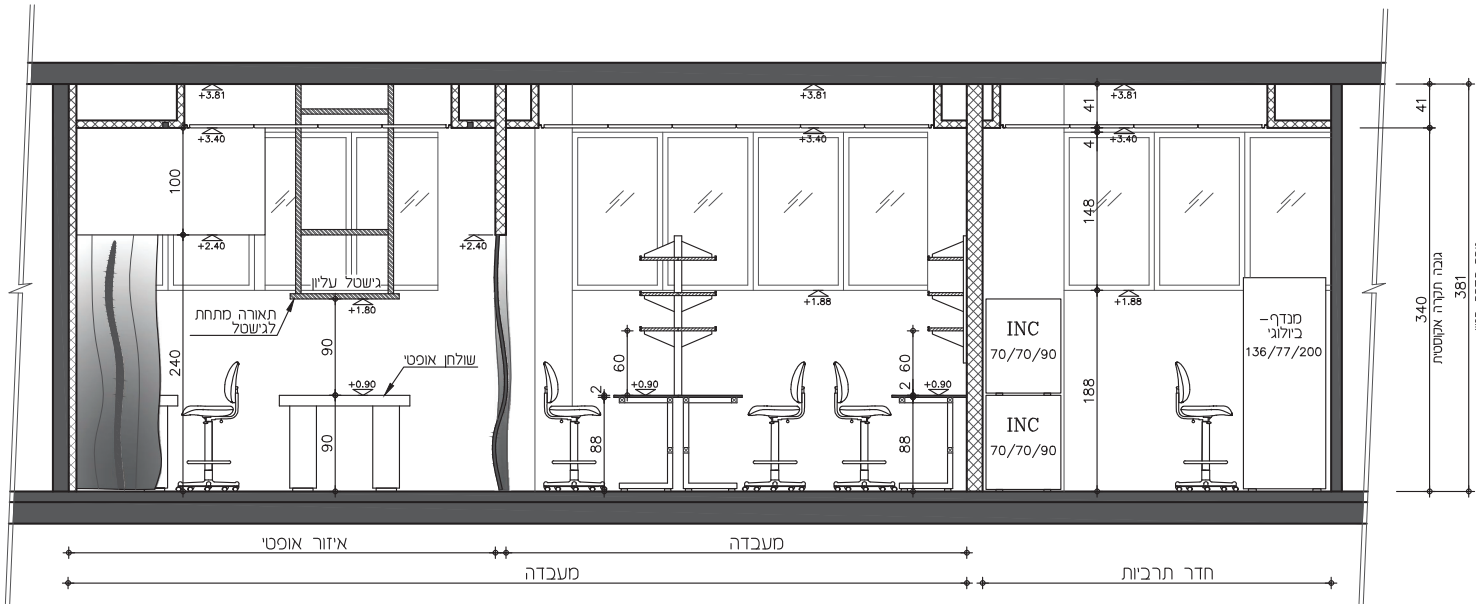 +3.81
+3.81
+3.81
41
41
+3.40
+3.40
+3.40
4
100
148
+2.40
+2.40
גישטל עליון
+1.80
+1.88
+1.88
תאורה מתחת
לגישטל
גובה תקרה אקוסטית
340
381
INC
70/70/90
מנדף-
ביולוגי
136/77/200
240
90
60
60
שולחן אופטי
+0.90
+0.90
+0.90
2
2
188
90
88
88
INC
70/70/90
איזור אופטי
מעבדה
מעבדה
חדר תרביות